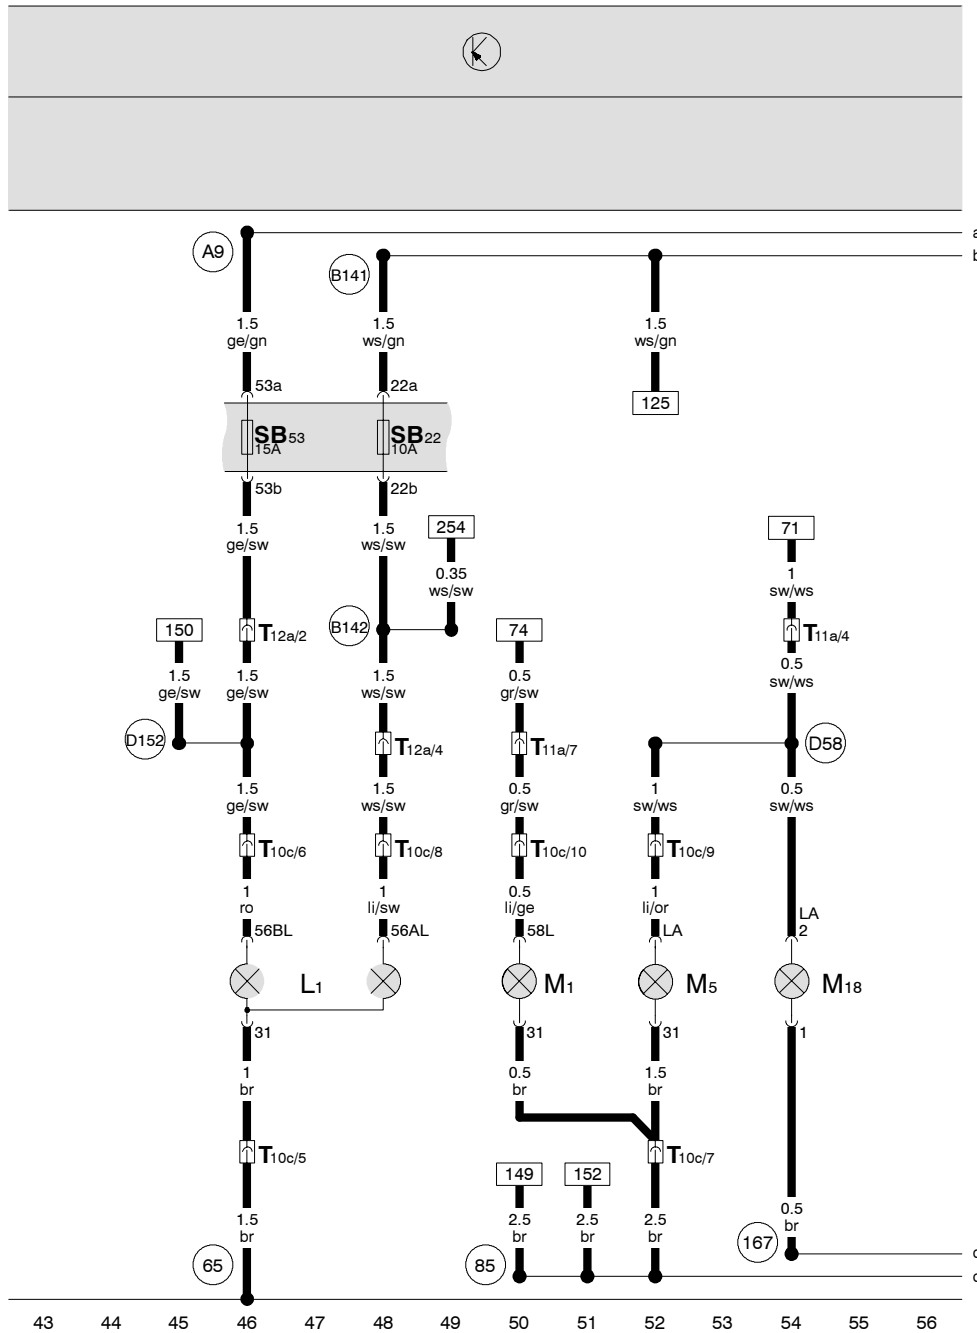 a
A9
b
B141
1.5
ge/gn
1.5
ws/gn
1.5
ws/gn
53a
22a
125
SB53
15A
SB22
10A
53b
22b
1.5
ge/sw
1.5
ws/sw
254
71
0.35
ws/sw
1
sw/ws
150
T12a/2
B142
74
T11a/4
1.5
ge/sw
1.5
ge/sw
1.5
ws/sw
0.5
gr/sw
0.5
sw/ws
D152
T12a/4
T11a/7
D58
1.5
ge/sw
1.5
ws/sw
0.5
gr/sw
1
sw/ws
0.5
sw/ws
T10c/6
T10c/8
T10c/10
T10c/9
1
ro
1
li/sw
0.5
li/ge
1
li/or
56BL
56AL
58L
LA
LA
2
L1
M1
M5
M18
31
31
31
1
1
br
0.5
br
1.5
br
T10c/5
T10c/7
149
152
1.5
br
2.5
br
2.5
br
2.5
br
0.5
br
65
85
167
43 44 45 46 47 48 49 50 51 52 53 54 55 56